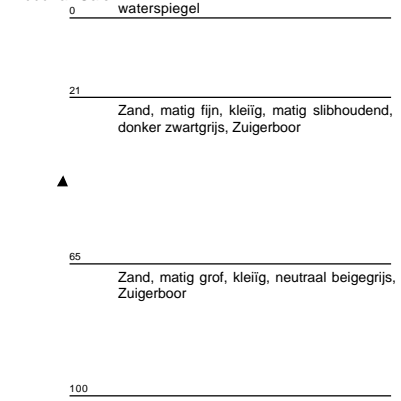 waterspiegel
0
21
Zand, matig fijn, kleiïg, matig slibhoudend,
donker zwartgrijs, Zuigerboor
65
Zand, matig grof, kleiïg, neutraal beigegrijs,
Zuigerboor
100